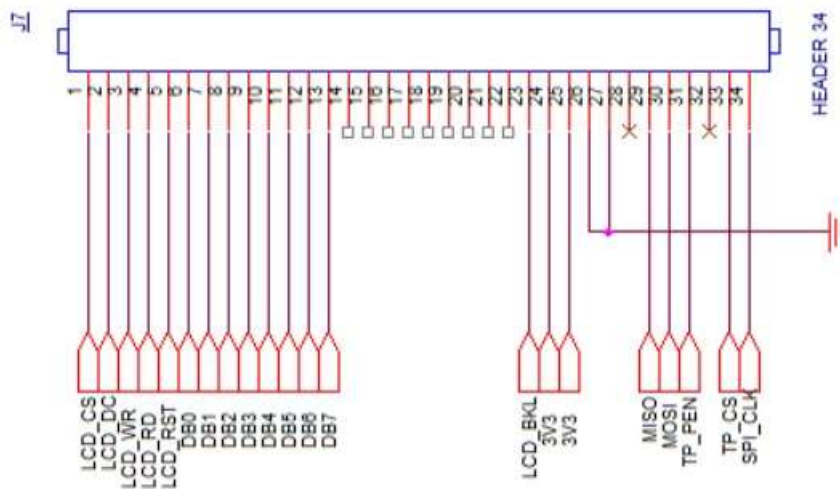 J7
HEADER 34
1
2
3
4
5
6
7
8
9
10
11
12
13
14
15
16
17
18
19
20
21
22
23
24
25
26
27
28
29
30
31
32
33
34
LCD_CS
LCD_DC
LCD_WR
LCD_RD
LCD_RST
DB0
DB1
DB2
DB3
DB4
DB5
DB6
DB7
LCD_BKL
3V3
3V3
MISO
MOSI
TP_PEN
TP_CS
SPI_CLK